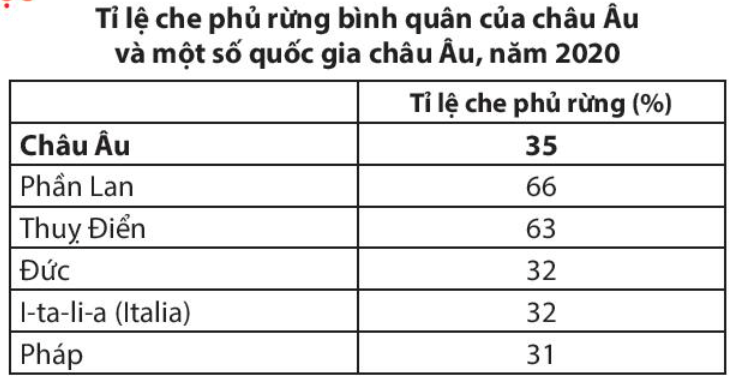 Tỉ lệ che phủ rừng bình quân của châu Âu
và một số quốc gia châu Âu, năm 2020
Tỉ lệ che phủ rừng (%)
Châu Âu 35
Phần Lan 66
Thuỵ Điển 63
Đức 32
I-ta-li-a (Italia) 32
Pháp 31